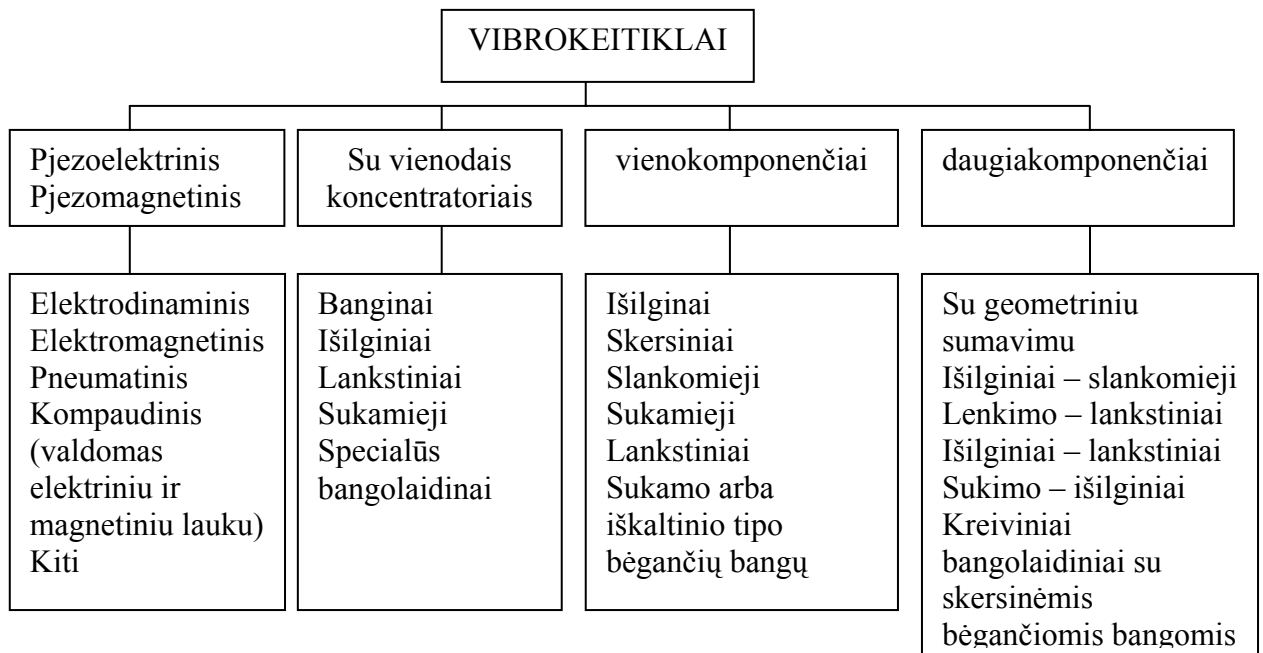 VIBROKEITIKLAI
Pjezoelektrinis
Pjezomagnetinis
Su vienodais
koncentratoriais
vienokomponenčiai
daugiakomponenčiai
Elektrodinaminis
Elektromagnetinis
Pneumatinis
Kompaudinis
(valdomas
elektriniu ir
magnetiniu lauku)
Kiti
Banginai
Išilginiai
Lankstiniai
Sukamieji
Specialūs
bangolaidinai
Išilginai
Skersiniai
Slankomieji
Sukamieji
Lankstiniai
Sukamo arba
iškaltinio tipo
bėgančių bangų
Su geometriniu
sumavimu
Išilginiai – slankomieji
Lenkimo – lankstiniai
Išilginiai – lankstiniai
Sukimo – išilginiai
Kreiviniai
bangolaidiniai su
skersinėmis
bėgančiomis bangomis